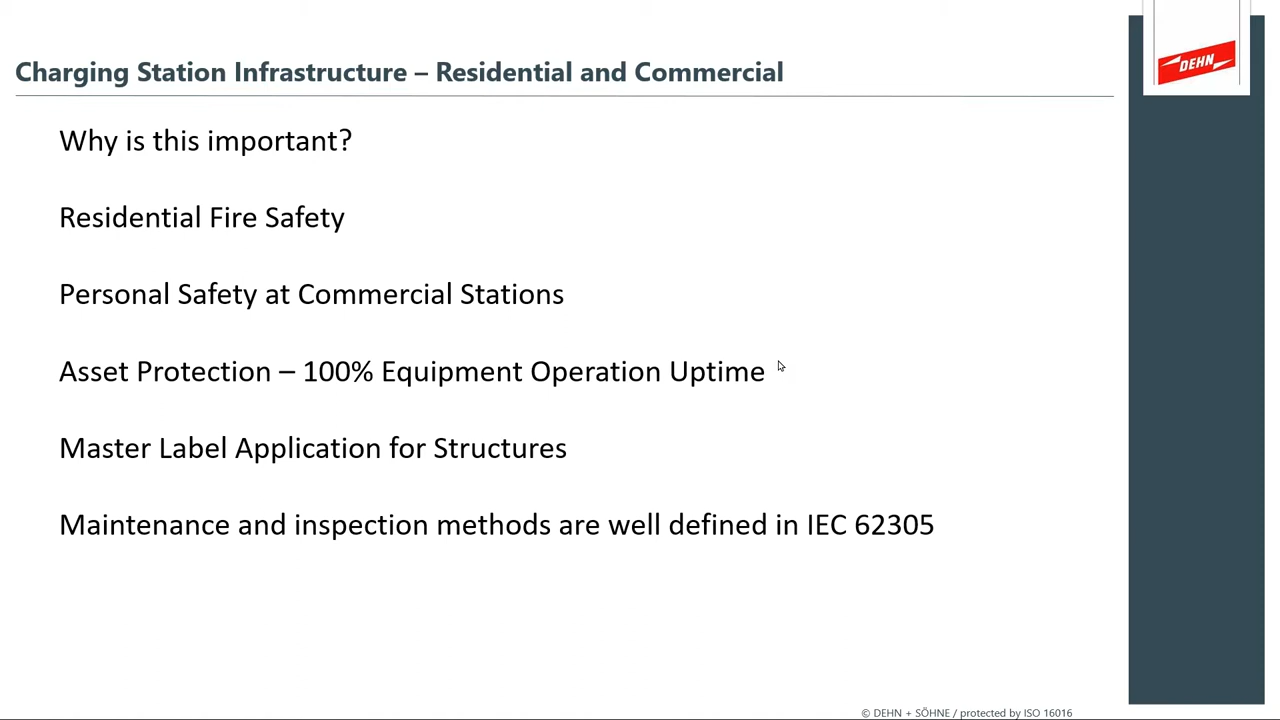 Charging Station Infrastructure – Residential and Commercial
DEHN
Why is this important?
Residential Fire Safety
Personal Safety at Commercial Stations
Asset Protection – 100% Equipment Operation Uptime
Master Label Application for Structures
Maintenance and inspection methods are well defined in IEC 62305
© DEHN + SÖHNE / protected by ISO 16016